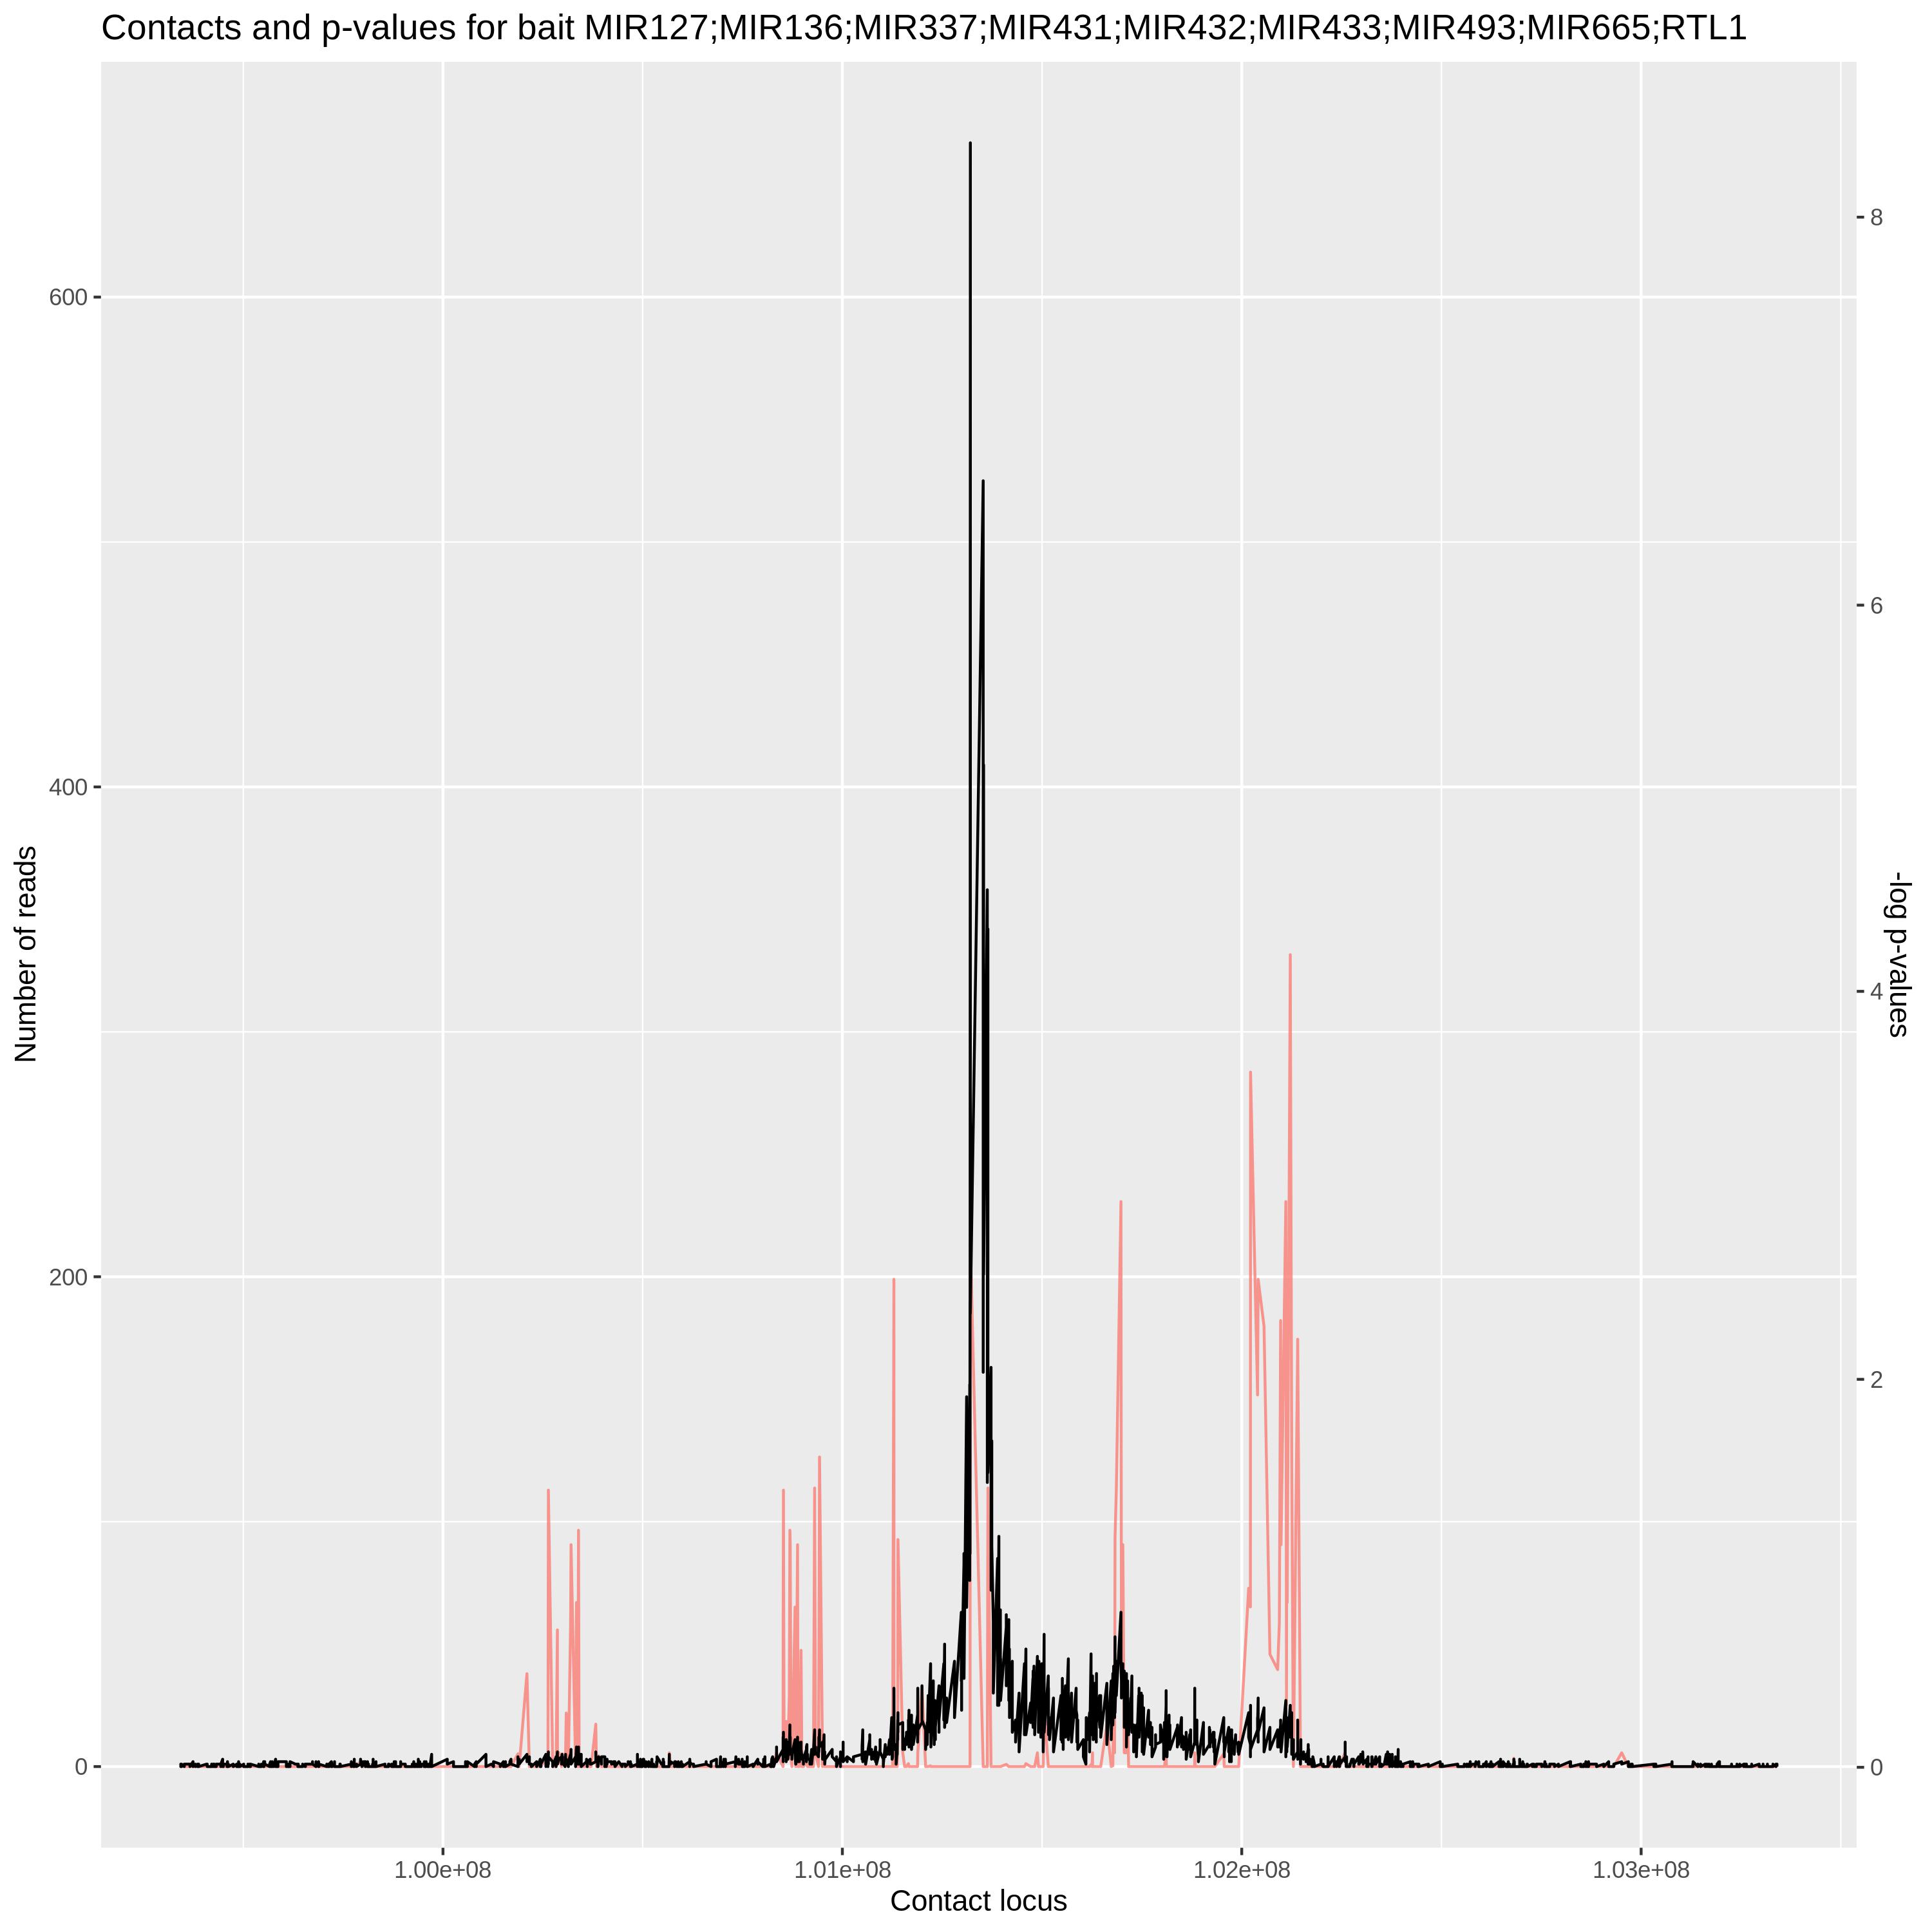 Contacts and p-values for bait MIR127;MIR136;MIR337;MIR431;MIR432;MIR433;MIR493;MIR665;RTL1
Number of reads
600
400
200
0
8
6
4
2
0
-log p-values
1.00e+08
1.01e+08
1.02e+08
1.03e+08
Contact locus